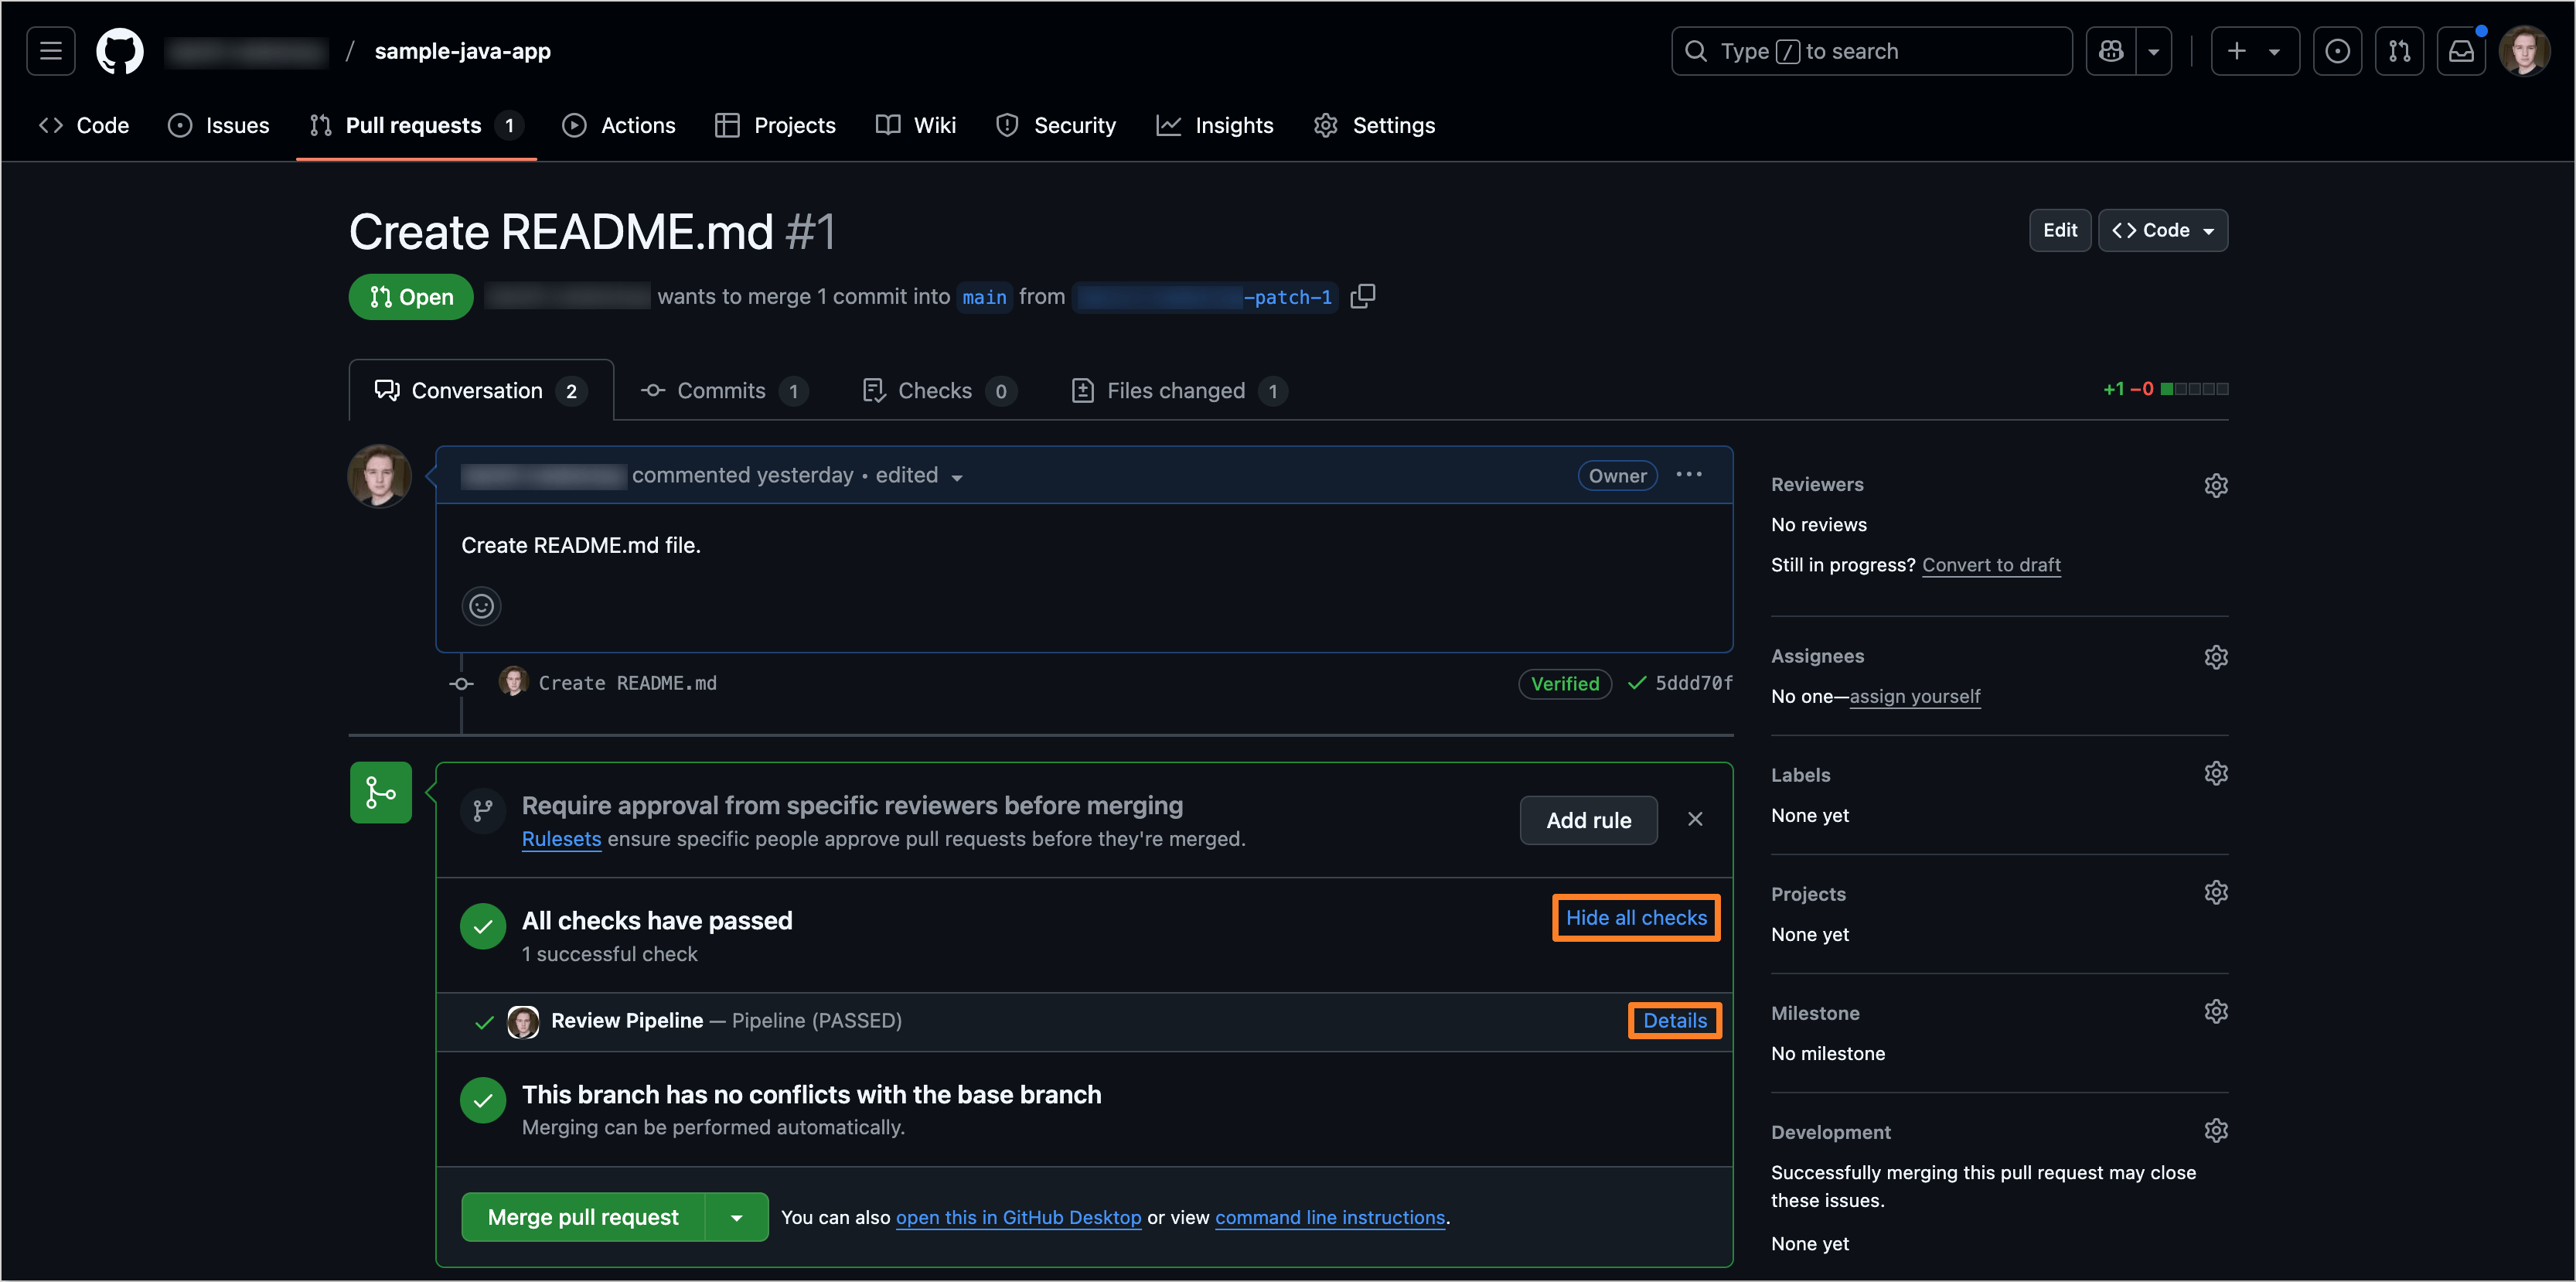 / sample-java-app
Type / to search
Code
Issues
Pull requests 1
Actions
Projects
Wiki
Security
Insights
Settings
Create README.md #1
Edit
Code
Open
wants to merge 1 commit into main from -patch-1
Conversation 2
Commits 1
Checks 0
Files changed 1
+1 −0
commented yesterday • edited
Owner
Create README.md file.
Create README.md
Verified
5ddd70f
Require approval from specific reviewers before merging
Rulesets ensure specific people approve pull requests before they're merged.
Add rule
All checks have passed
1 successful check
Hide all checks
Review Pipeline — Pipeline (PASSED)
Details
This branch has no conflicts with the base branch
Merging can be performed automatically.
Merge pull request
You can also open this in GitHub Desktop or view command line instructions.
Reviewers
No reviews
Still in progress? Convert to draft
Assignees
No one—assign yourself
Labels
None yet
Projects
None yet
Milestone
No milestone
Development
Successfully merging this pull request may close
these issues.
None yet